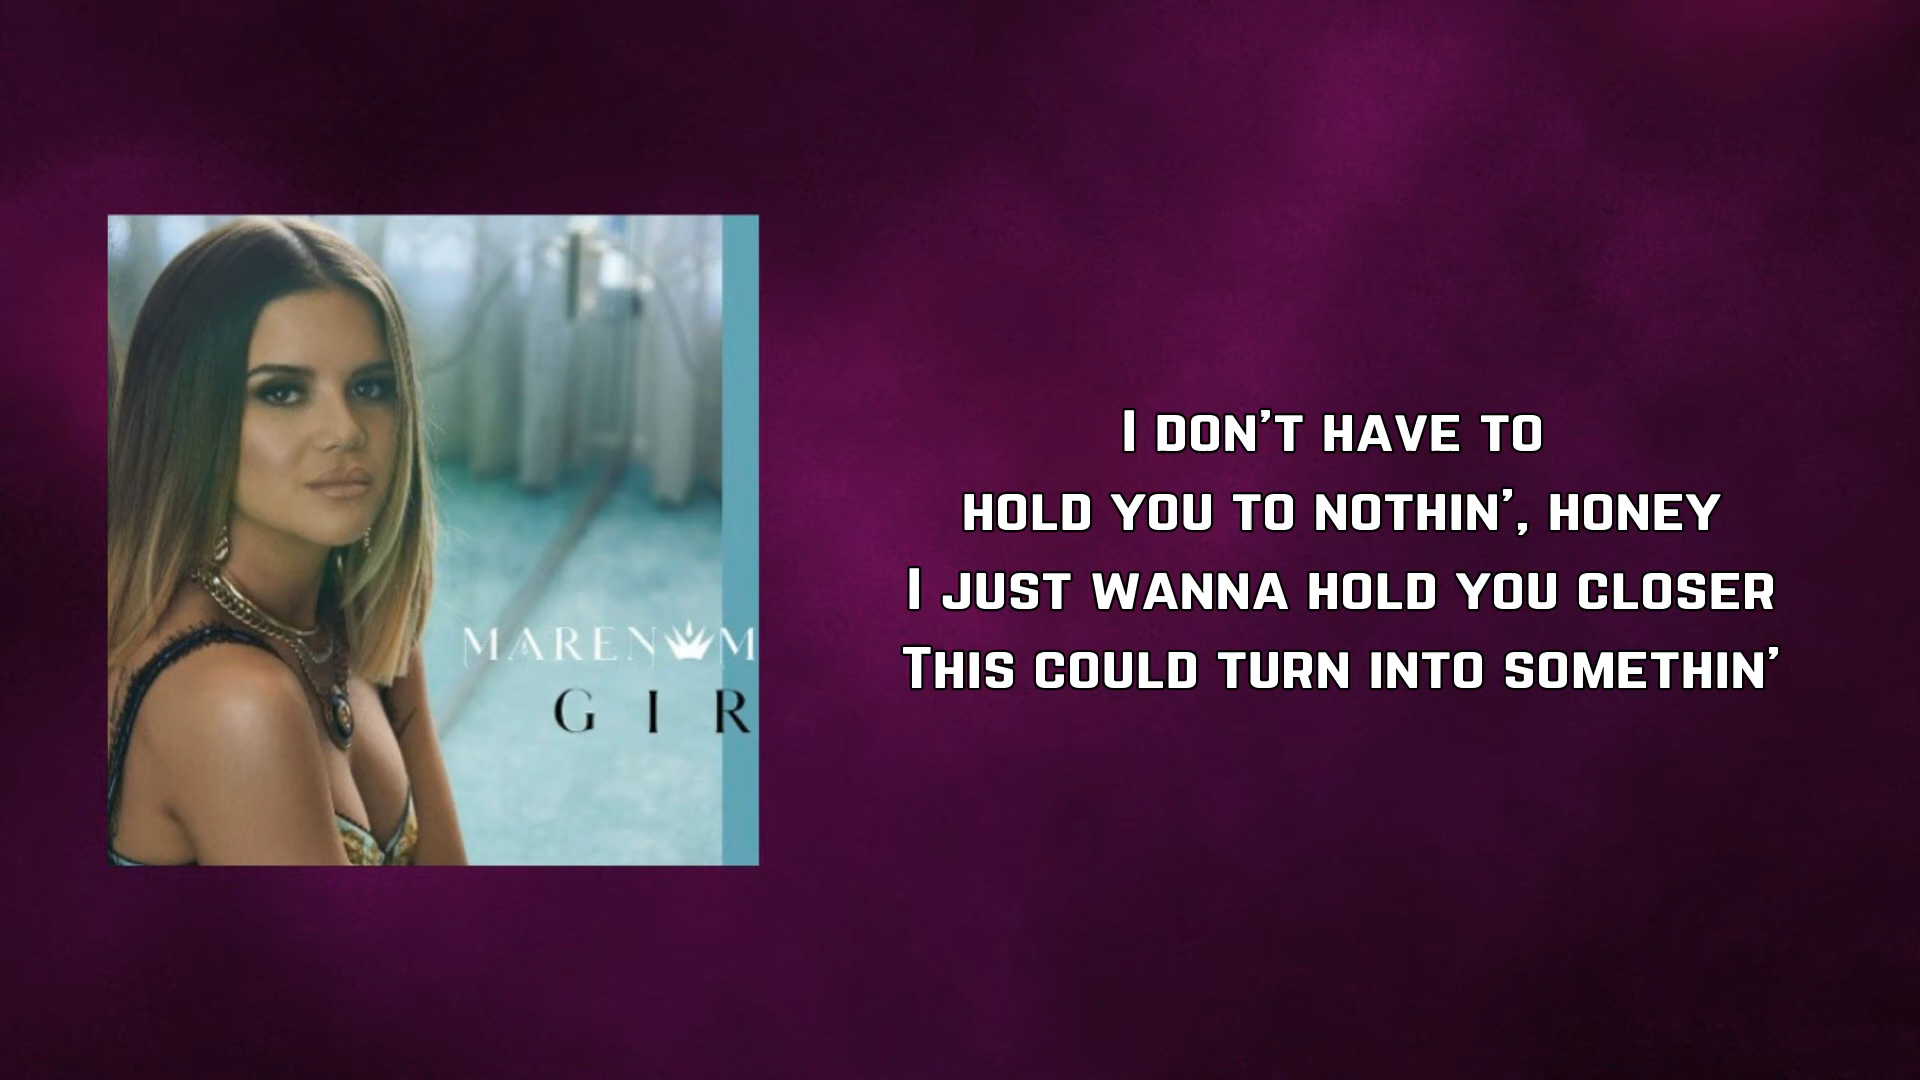 MAREN M
GIR
I DON'T HAVE TO
HOLD YOU TO NOTHIN', HONEY
I JUST WANNA HOLD YOU CLOSER
THIS COULD TURN INTO SOMETHIN'